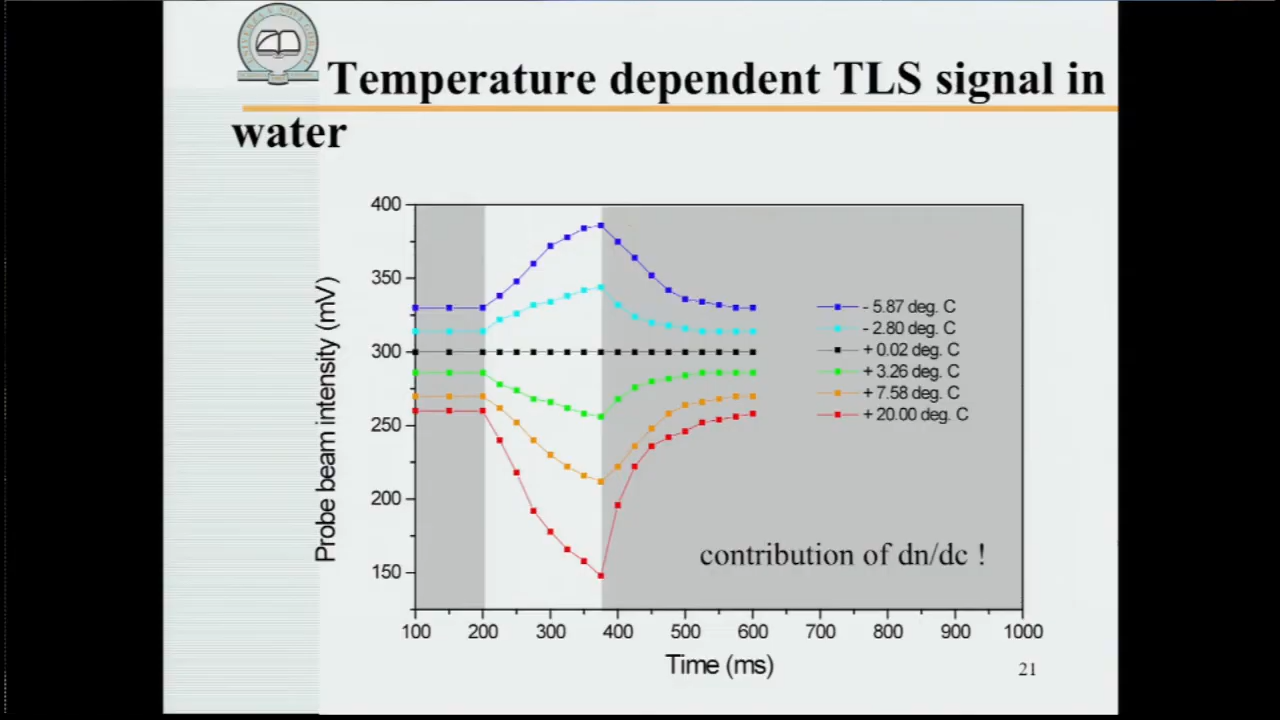 Temperature dependent TLS signal in
water
400
350
300
250
200
150
Probe beam intensity (mV)
- 5.87 deg. C
- 2.80 deg. C
+ 0.02 deg. C
+ 3.26 deg. C
+ 7.58 deg. C
+ 20.00 deg. C
contribution of dn/dc !
100 200 300 400 500 600 700 800 900 1000
Time (ms)
21